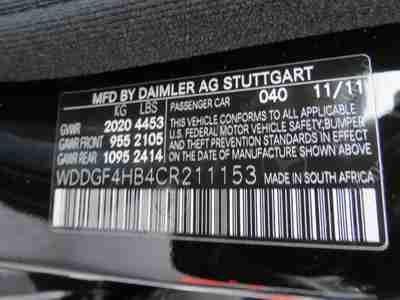 MFD BY DAIMLER AG STUTTGART
KG LBS PASSENGER CAR 040 11/11
GVWR 2020 4453 THIS VEHICLE CONFORMS TO ALL
GAWR FRONT 955 2105 APPLICABLE U.S. FEDERAL MOTOR VEHICLE SAFETY, BUMPER,
GAWR REAR 1095 2414 AND THEFT PREVENTION STANDARDS IN EFFECT ON THE DATE OF MANUFACTURE SHOWN ABOVE.
WDDGF4HB4CR211153 MADE IN SOUTH AFRICA